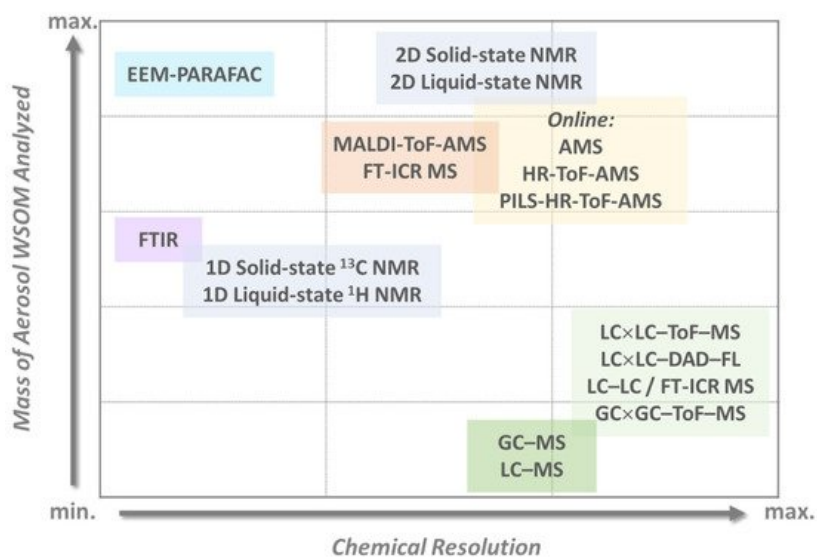 max.
Mass of Aerosol WSOM Analyzed
EEM-PARAFAC
2D Solid-state NMR
2D Liquid-state NMR
MALDI-ToF-AMS
FT-ICR MS
Online:
AMS
HR-ToF-AMS
PILS-HR-ToF-AMS
FTIR
1D Solid-state ¹³C NMR
1D Liquid-state ¹H NMR
LC×LC–ToF–MS
LC×LC–DAD–FL
LC–LC / FT-ICR MS
GC×GC–ToF–MS
GC–MS
LC–MS
min.
max.
Chemical Resolution